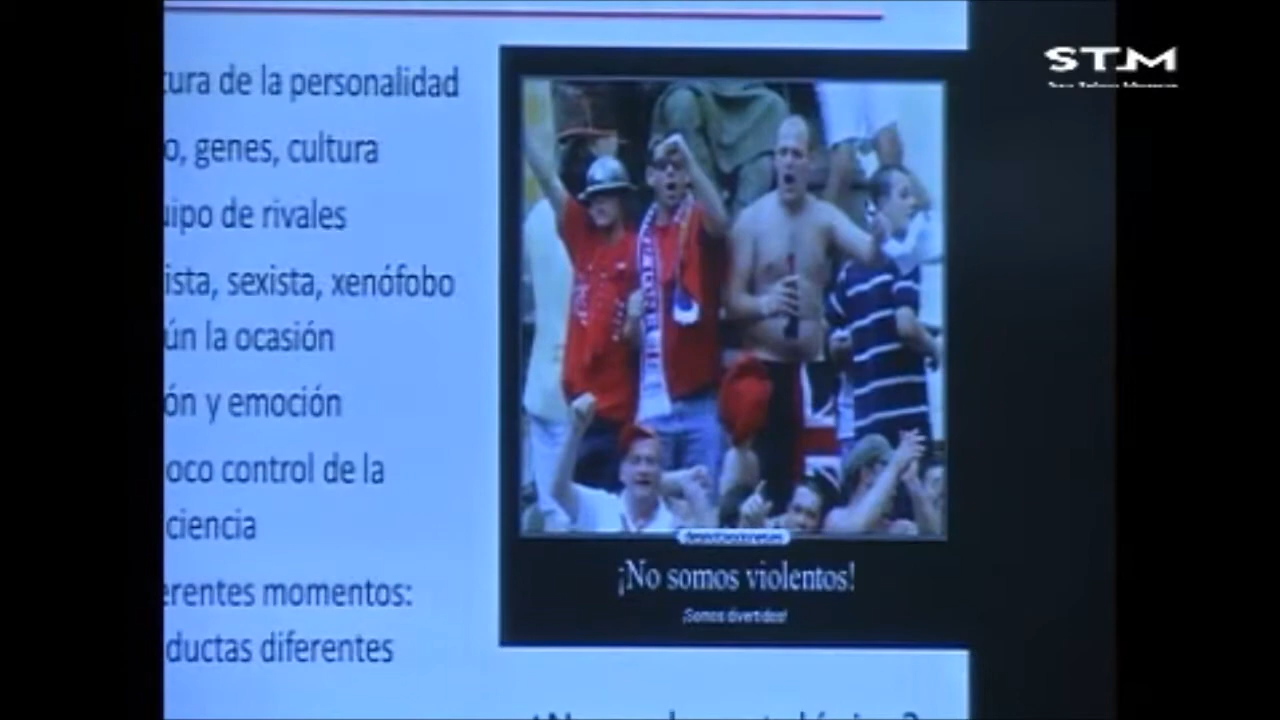 STM
tura de la personalidad
o, genes, cultura
uipo de rivales
ista, sexista, xenófobo
ún la ocasión
ón y emoción
oco control de la
ciencia
erentes momentos:
ductas diferentes
¡No somos violentos!
¡Somos divertidos!